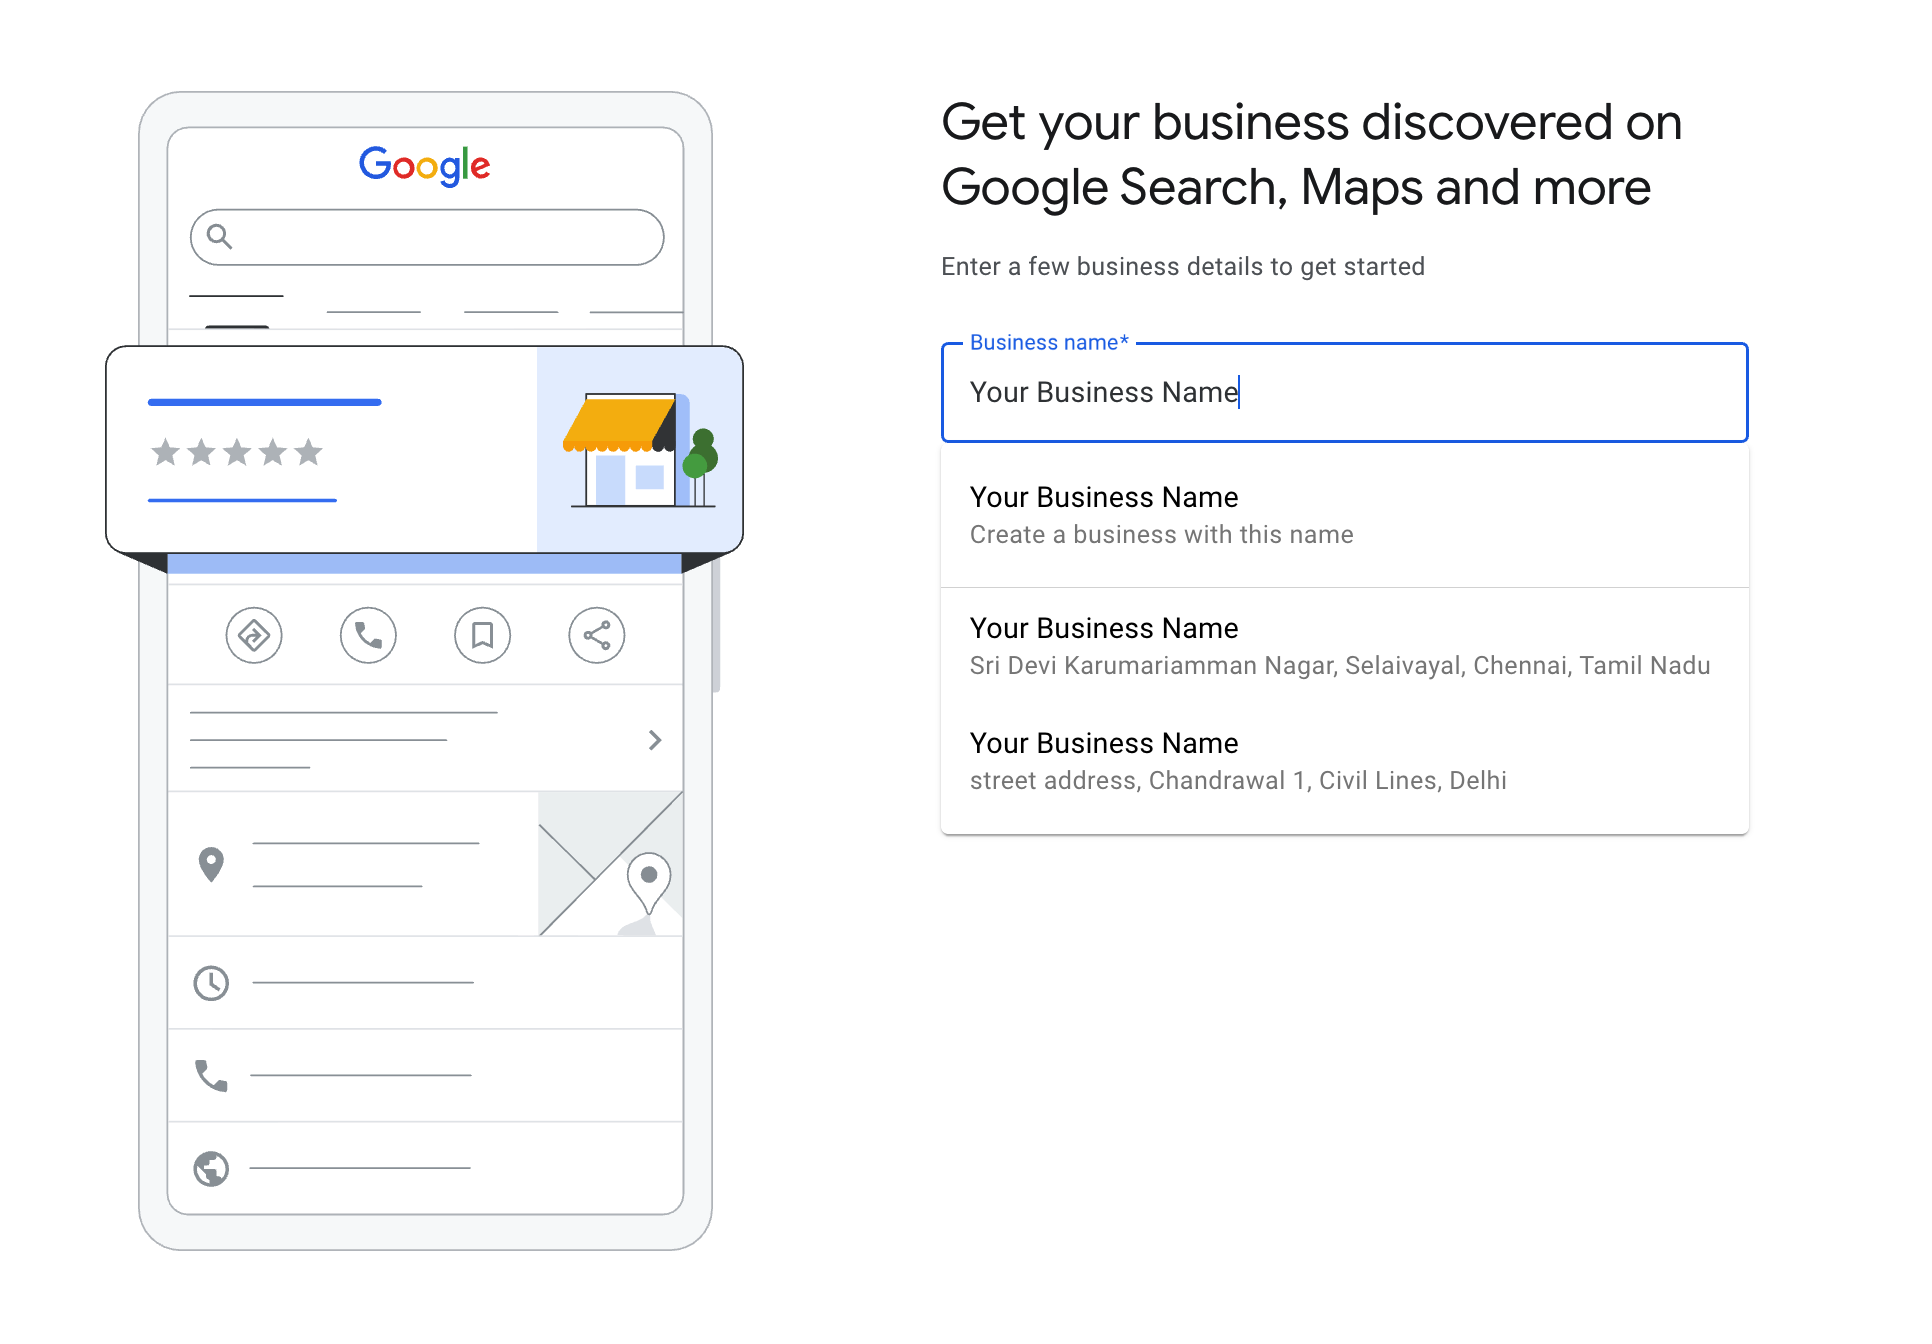 Google
Get your business discovered on
Google Search, Maps and more
Enter a few business details to get started
Business name*
Your Business Name
Your Business Name
Create a business with this name
Your Business Name
Sri Devi Karumariamman Nagar, Selaivayal, Chennai, Tamil Nadu
Your Business Name
street address, Chandrawal 1, Civil Lines, Delhi